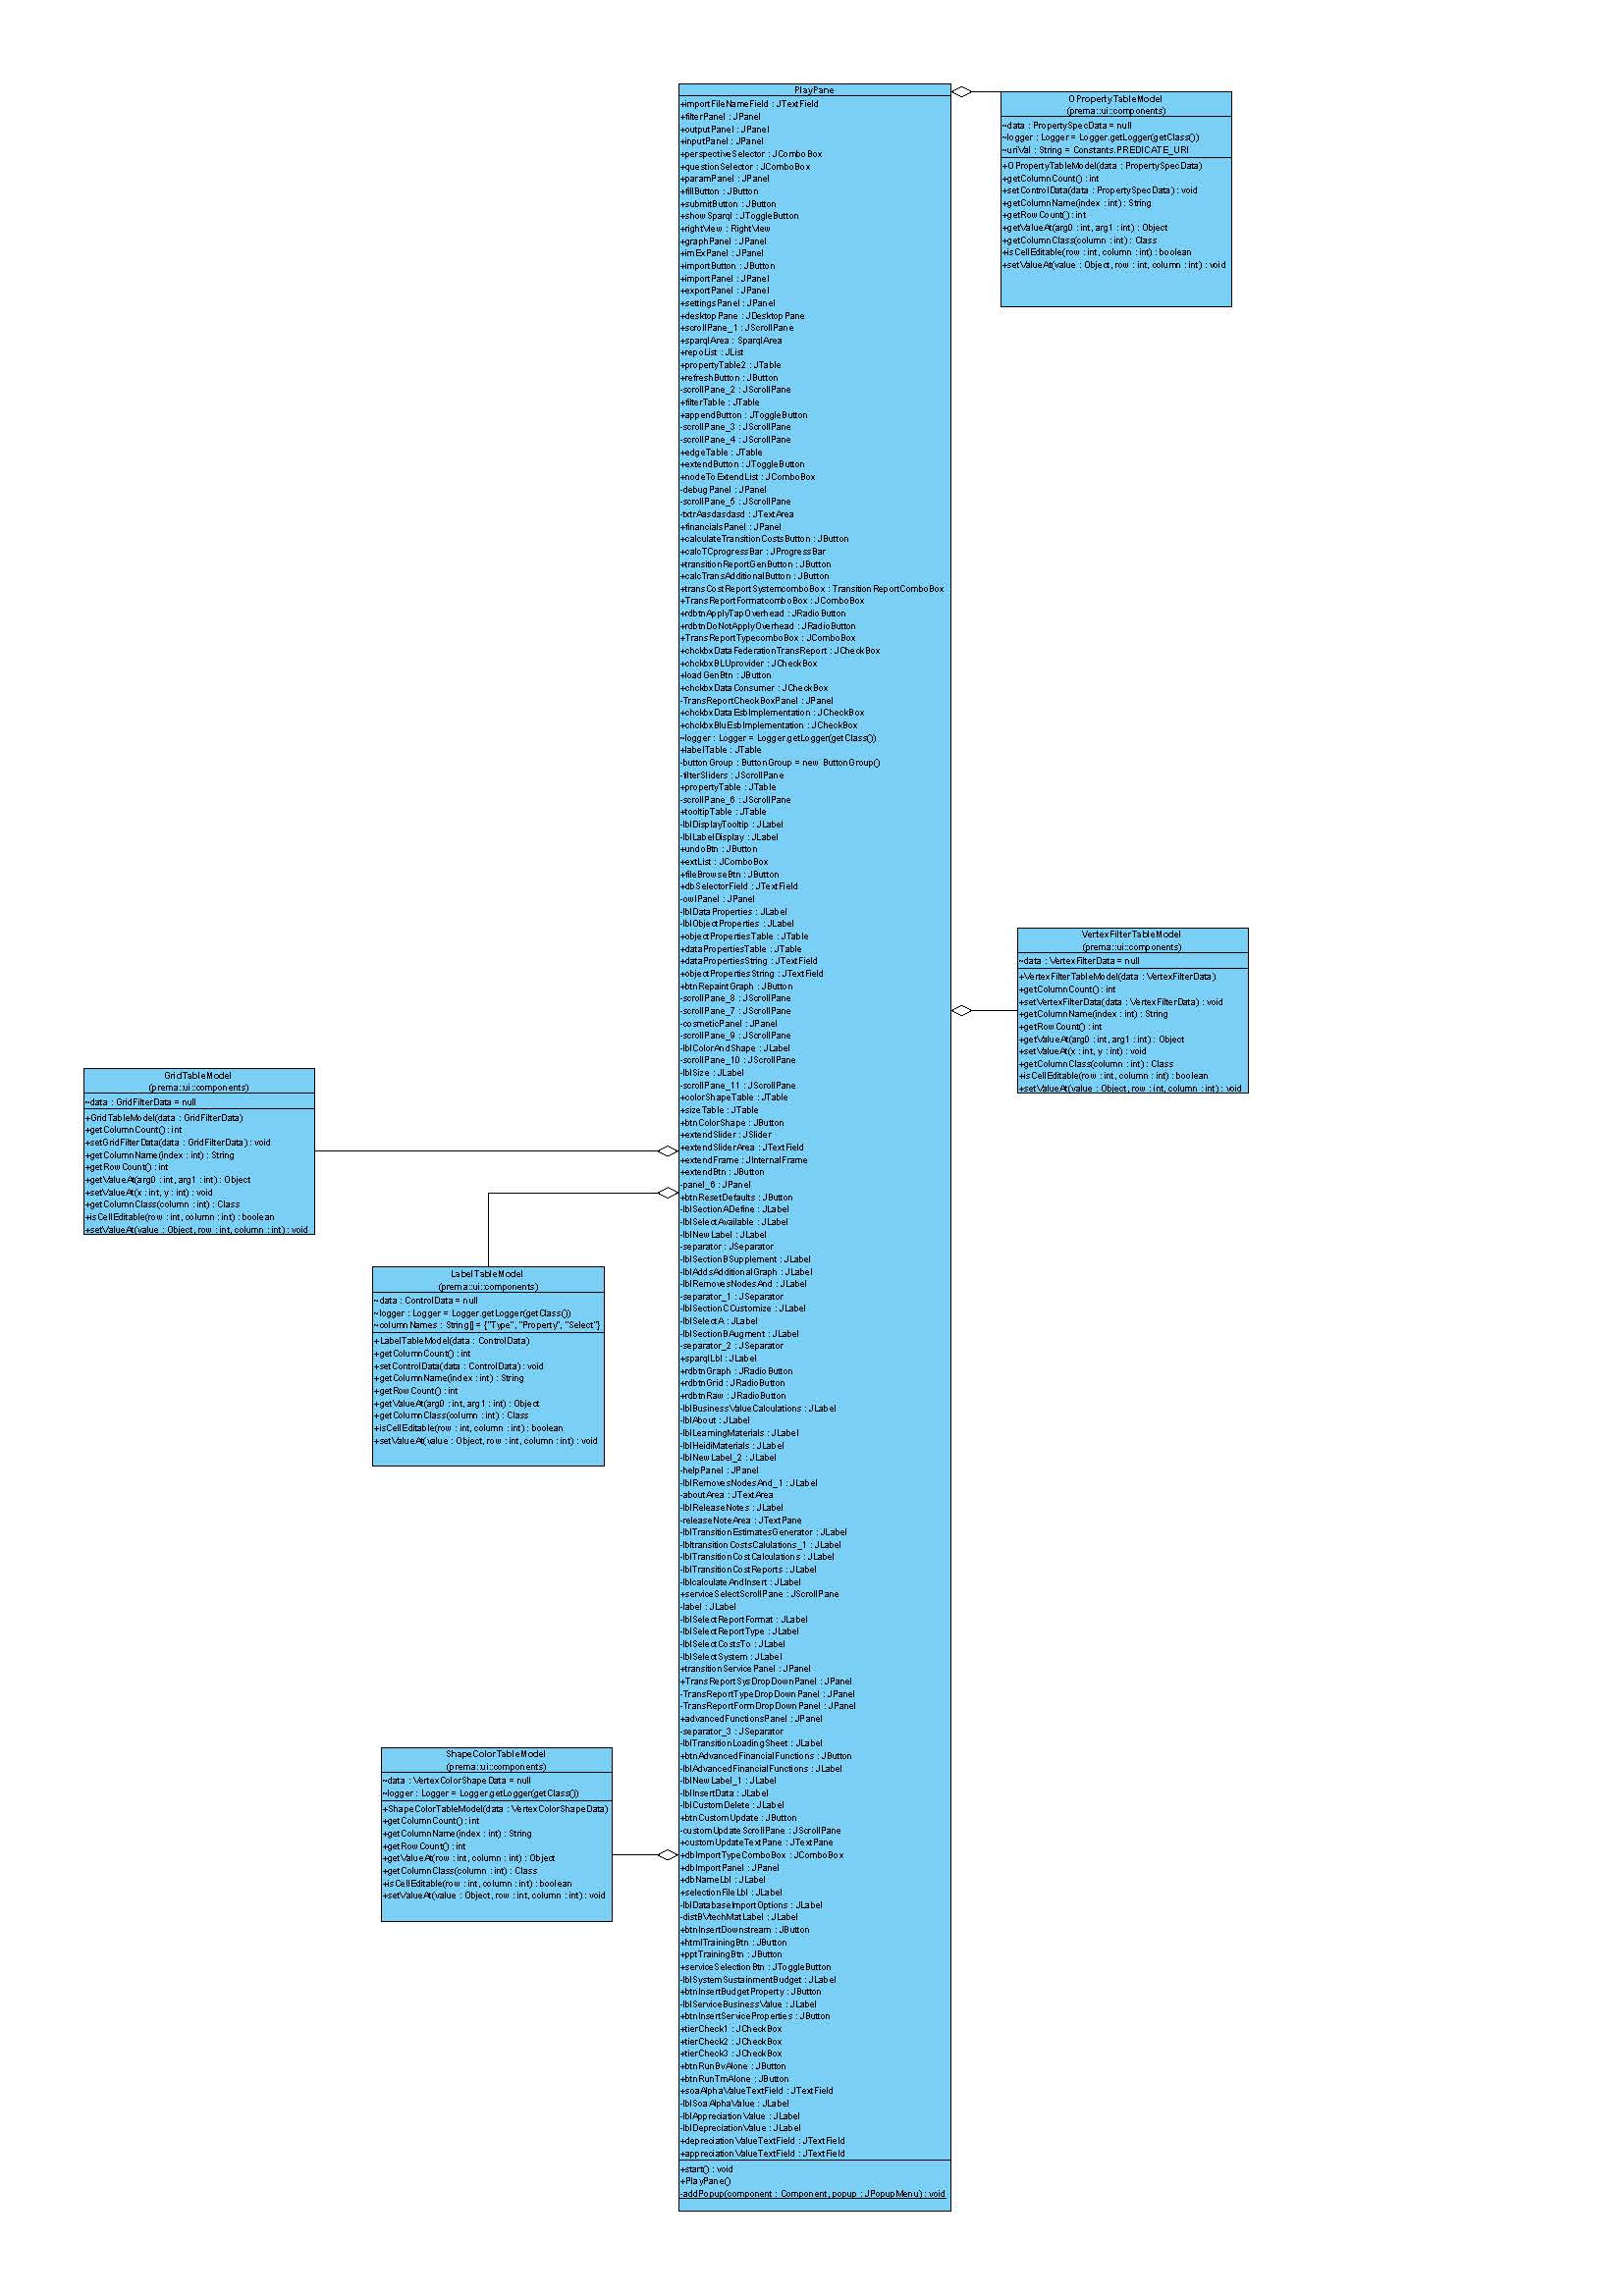 PlayPane
+importFileNameField : JTextField
+filterPanel : JPanel
+outputPanel : JPanel
+inputPanel : JPanel
+perspectiveSelector : JComboBox
+questionSelector : JComboBox
+paramPanel : JPanel
+fillButton : JButton
+submitButton : JButton
+showSparql : JToggleButton
+rightView : RightView
+graphPanel : JPanel
+imExPanel : JPanel
+importButton : JButton
+importPanel : JPanel
+exportPanel : JPanel
+settingsPanel : JPanel
+desktopPane : JDesktopPane
+scrollPane_1 : JScrollPane
+sparqlArea : SparqlArea
+repoList : JList
+propertyTable2 : JTable
+refreshButton : JButton
-scrollPane_2 : JScrollPane
+filterTable : JTable
+appendButton : JToggleButton
-scrollPane_3 : JScrollPane
-scrollPane_4 : JScrollPane
+edgeTable : JTable
+extendButton : JToggleButton
+nodeToExtendList : JComboBox
-debugPanel : JPanel
-scrollPane_5 : JScrollPane
-txtrAasdasdasd : JTextArea
+financialsPanel : JPanel
+calculateTransitionCostsButton : JButton
+calcTCprogressBar : JProgressBar
+transitionReportGenButton : JButton
+calcTransAdditionalButton : JButton
+transCostReportSystemcomboBox : TransitionReportComboBox
+TransReportFormatcomboBox : JComboBox
+rdbtnApplyTapOverhead : JRadioButton
+rdbtnDoNotApplyOverhead : JRadioButton
+TransReportTypecomboBox : JComboBox
+chckbxDataFederationTransReport : JCheckBox
+chckbxBLUprovider : JCheckBox
+loadGenBtn : JButton
+chckbxDataConsumer : JCheckBox
-TransReportCheckBoxPanel : JPanel
+chckbxDataEsbImplementation : JCheckBox
+chckbxBluEsbImplementation : JCheckBox
~logger : Logger = Logger.getLogger(getClass())
+labelTable : JTable
-buttonGroup : ButtonGroup = new ButtonGroup()
-filterSliders : JScrollPane
+propertyTable : JTable
-scrollPane_6 : JScrollPane
+tooltipTable : JTable
-lblDisplayTooltip : JLabel
-lblLabelDisplay : JLabel
+undoBtn : JButton
+extList : JComboBox
+fileBrowseBtn : JButton
+dbSelectorField : JTextField
-owlPanel : JPanel
-lblDataProperties : JLabel
-lblObjectProperties : JLabel
+objectPropertiesTable : JTable
+dataPropertiesTable : JTable
+dataPropertiesString : JTextField
+objectPropertiesString : JTextField
+btnRepaintGraph : JButton
-scrollPane_8 : JScrollPane
-scrollPane_7 : JScrollPane
-cosmeticPanel : JPanel
-scrollPane_9 : JScrollPane
-lblColorAndShape : JLabel
-scrollPane_10 : JScrollPane
-lblSize : JLabel
-scrollPane_11 : JScrollPane
+colorShapeTable : JTable
+sizeTable : JTable
+btnColorShape : JButton
+extendSlider : JSlider
+extendSliderArea : JTextField
+extendFrame : JInternalFrame
+extendBtn : JButton
-panel_6 : JPanel
+btnResetDefaults : JButton
-lblSectionADefine : JLabel
-lblSelectAvailable : JLabel
-lblNewLabel : JLabel
-separator : JSeparator
-lblSectionBSupplement : JLabel
-lblAddsAdditionalGraph : JLabel
-lblRemovesNodesAnd : JLabel
-separator_1 : JSeparator
-lblSectionCCustomize : JLabel
-lblSelectA : JLabel
-lblSectionBAugment : JLabel
-separator_2 : JSeparator
+sparqlLbl : JLabel
+rdbtnGraph : JRadioButton
+rdbtnGrid : JRadioButton
+rdbtnRaw : JRadioButton
-lblBusinessValueCalculations : JLabel
-lblAbout : JLabel
-lblLearningMaterials : JLabel
-lblHeidiMaterials : JLabel
-lblNewLabel_2 : JLabel
-helpPanel : JPanel
-lblRemovesNodesAnd_1 : JLabel
-aboutArea : JTextArea
-lblReleaseNotes : JLabel
-releaseNoteArea : JTextPane
-lblTransitionEstimatesGenerator : JLabel
-lbltransitionCostsCalulations_1 : JLabel
-lblTransitionCostCalculations : JLabel
-lblTransitionCostReports : JLabel
-lblcalculateAndInsert : JLabel
+serviceSelectScrollPane : JScrollPane
-label : JLabel
-lblSelectReportFormat : JLabel
-lblSelectReportType : JLabel
-lblSelectCostsTo : JLabel
-lblSelectSystem : JLabel
+transitionServicePanel : JPanel
+TransReportSysDropDownPanel : JPanel
-TransReportTypeDropDownPanel : JPanel
-TransReportFormDropDownPanel : JPanel
+advancedFunctionsPanel : JPanel
-separator_3 : JSeparator
-lblTransitionLoadingSheet : JLabel
+btnAdvancedFinancialFunctions : JButton
-lblAdvancedFinancialFunctions : JLabel
-lblNewLabel_1 : JLabel
-lblInsertData : JLabel
-lblCustomDelete : JLabel
+btnCustomUpdate : JButton
-customUpdateScrollPane : JScrollPane
+customUpdateTextPane : JTextPane
+dbImportTypeComboBox : JComboBox
+dbImportPanel : JPanel
+dbNameLbl : JLabel
+selectionFileLbl : JLabel
-lblDatabaseImportOptions : JLabel
-distBVtechMatLabel : JLabel
+btnInsertDownstream : JButton
+htmlTrainingBtn : JButton
+pptTrainingBtn : JButton
+serviceSelectionBtn : JToggleButton
-lblSystemSustainmentBudget : JLabel
+btnInsertBudgetProperty : JButton
-lblServiceBusinessValue : JLabel
+btnInsertServiceProperties : JButton
+tierCheck1 : JCheckBox
+tierCheck2 : JCheckBox
+tierCheck3 : JCheckBox
+btnRunBvAlone : JButton
+btnRunTmAlone : JButton
+soaAlphaValueTextField : JTextField
-lblSoaAlphaValue : JLabel
-lblAppreciationValue : JLabel
-lblDepreciationValue : JLabel
+depreciationValueTextField : JTextField
+appreciationValueTextField : JTextField
+start() : void
+PlayPane()
-addPopup(component : Component, popup : JPopupMenu) : void
OPropertyTableModel
(prerna::ui::components)
~data : PropertySpecData = null
~logger : Logger = Logger.getLogger(getClass())
~uriVal : String = Constants.PREDICATE_URI
+OPropertyTableModel(data : PropertySpecData)
+getColumnCount() : int
+setControlData(data : PropertySpecData) : void
+getColumnName(index : int) : String
+getRowCount() : int
+getValueAt(arg0 : int, arg1 : int) : Object
+getColumnClass(column : int) : Class
+isCellEditable(row : int, column : int) : boolean
+setValueAt(value : Object, row : int, column : int) : void
VertexFilterTableModel
(prerna::ui::components)
~data : VertexFilterData = null
+VertexFilterTableModel(data : VertexFilterData)
+getColumnCount() : int
+setVertexFilterData(data : VertexFilterData) : void
+getColumnName(index : int) : String
+getRowCount() : int
+getValueAt(arg0 : int, arg1 : int) : Object
+setValueAt(x : int, y : int) : void
+getColumnClass(column : int) : Class
+isCellEditable(row : int, column : int) : boolean
+setValueAt(value : Object, row : int, column : int) : void
GridTableModel
(prerna::ui::components)
~data : GridFilterData = null
+GridTableModel(data : GridFilterData)
+getColumnCount() : int
+setGridFilterData(data : GridFilterData) : void
+getColumnName(index : int) : String
+getRowCount() : int
+getValueAt(arg0 : int, arg1 : int) : Object
+setValueAt(x : int, y : int) : void
+getColumnClass(column : int) : Class
+isCellEditable(row : int, column : int) : boolean
+setValueAt(value : Object, row : int, column : int) : void
LabelTableModel
(prerna::ui::components)
~data : ControlData = null
~logger : Logger = Logger.getLogger(getClass())
~columnNames : String[] = {"Type", "Property", "Select"}
+LabelTableModel(data : ControlData)
+getColumnCount() : int
+setControlData(data : ControlData) : void
+getColumnName(index : int) : String
+getRowCount() : int
+getValueAt(arg0 : int, arg1 : int) : Object
+getColumnClass(column : int) : Class
+isCellEditable(row : int, column : int) : boolean
+setValueAt(value : Object, row : int, column : int) : void
ShapeColorTableModel
(prerna::ui::components)
~data : VertexColorShapeData = null
~logger : Logger = Logger.getLogger(getClass())
+ShapeColorTableModel(data : VertexColorShapeData)
+getColumnCount() : int
+getColumnName(index : int) : String
+getRowCount() : int
+getValueAt(row : int, column : int) : Object
+getColumnClass(column : int) : Class
+isCellEditable(row : int, column : int) : boolean
+setValueAt(value : Object, row : int, column : int) : void